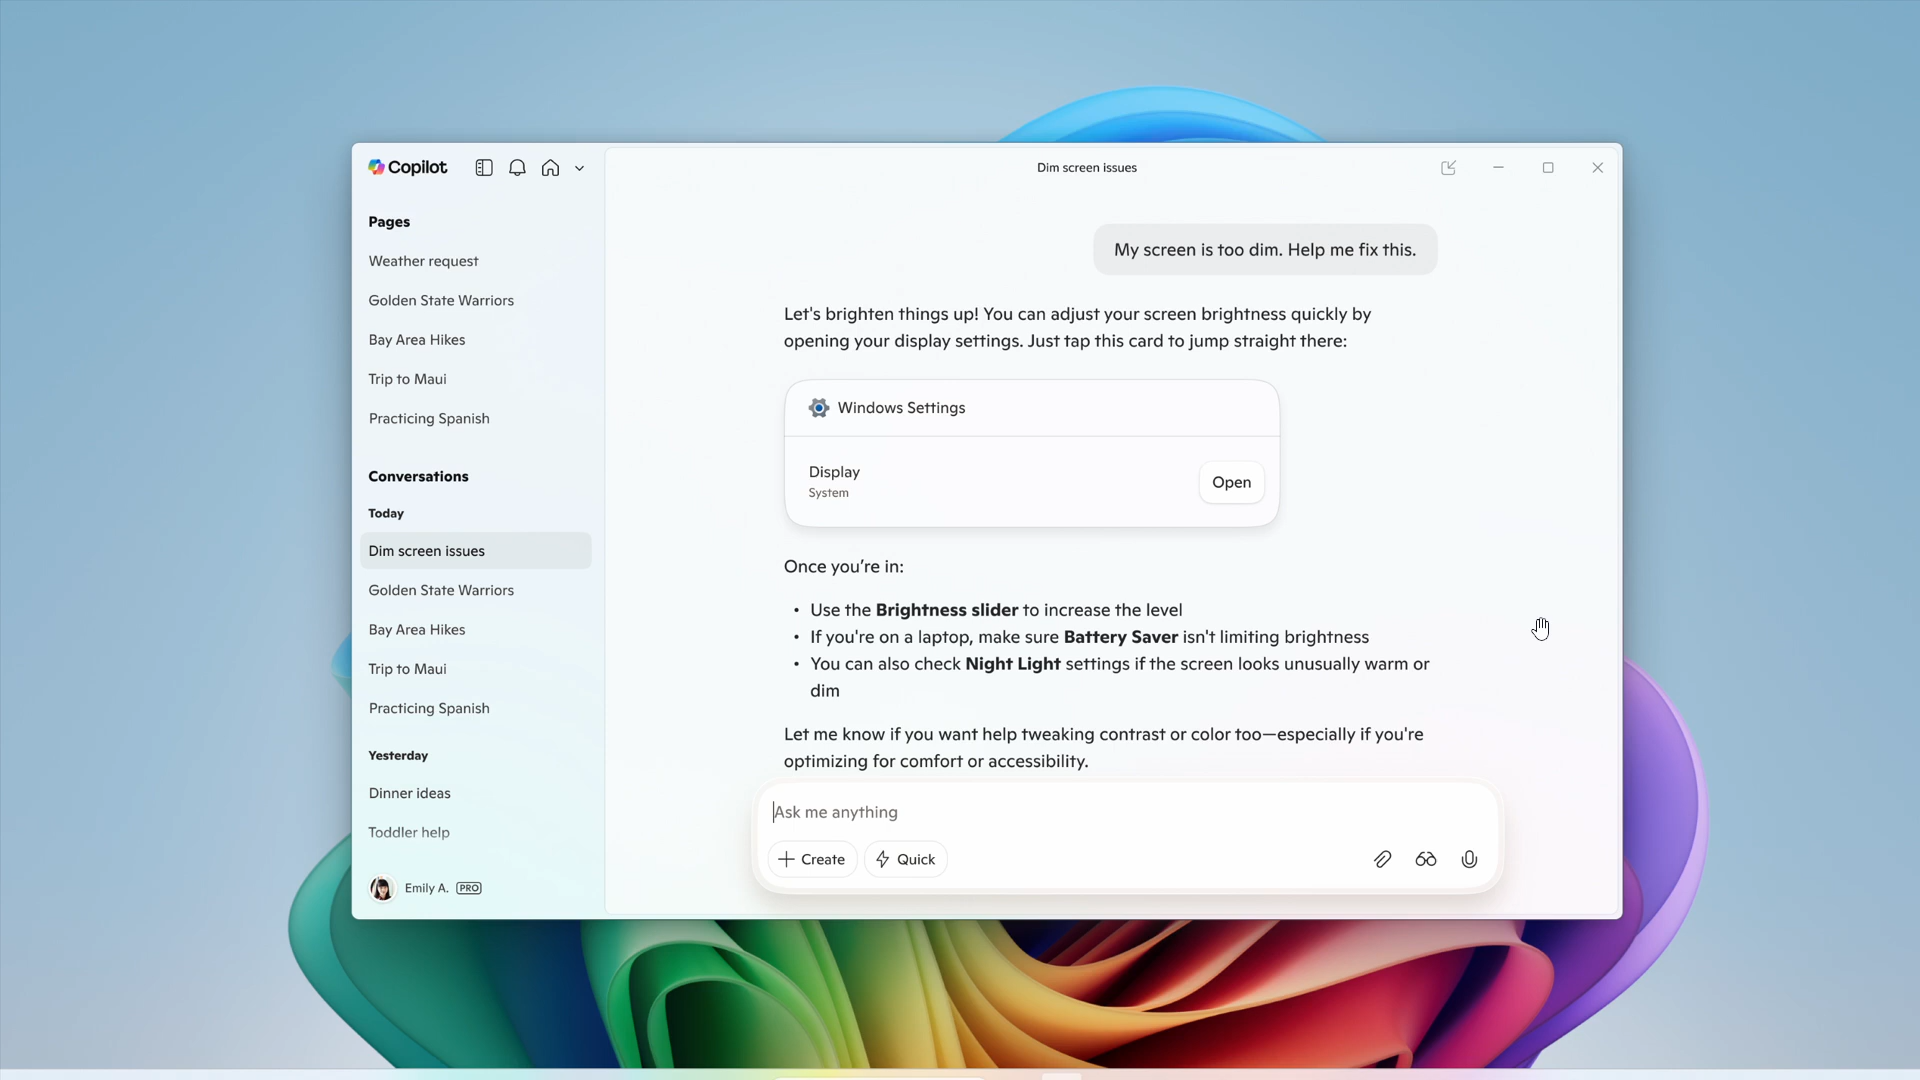 Copilot
Dim screen issues
Pages
Weather request
Golden State Warriors
Bay Area Hikes
Trip to Maui
Practicing Spanish
Conversations
Today
Dim screen issues
Golden State Warriors
Bay Area Hikes
Trip to Maui
Practicing Spanish
Yesterday
Dinner ideas
Toddler help
Emily A. PRO
My screen is too dim. Help me fix this.
Let's brighten things up! You can adjust your screen brightness quickly by
opening your display settings. Just tap this card to jump straight there:
Windows Settings
Display
System
Open
Once you’re in:
• Use the Brightness slider to increase the level
• If you're on a laptop, make sure Battery Saver isn't limiting brightness
• You can also check Night Light settings if the screen looks unusually warm or
dim
Let me know if you want help tweaking contrast or color too—especially if you're
optimizing for comfort or accessibility.
Ask me anything
Create
Quick